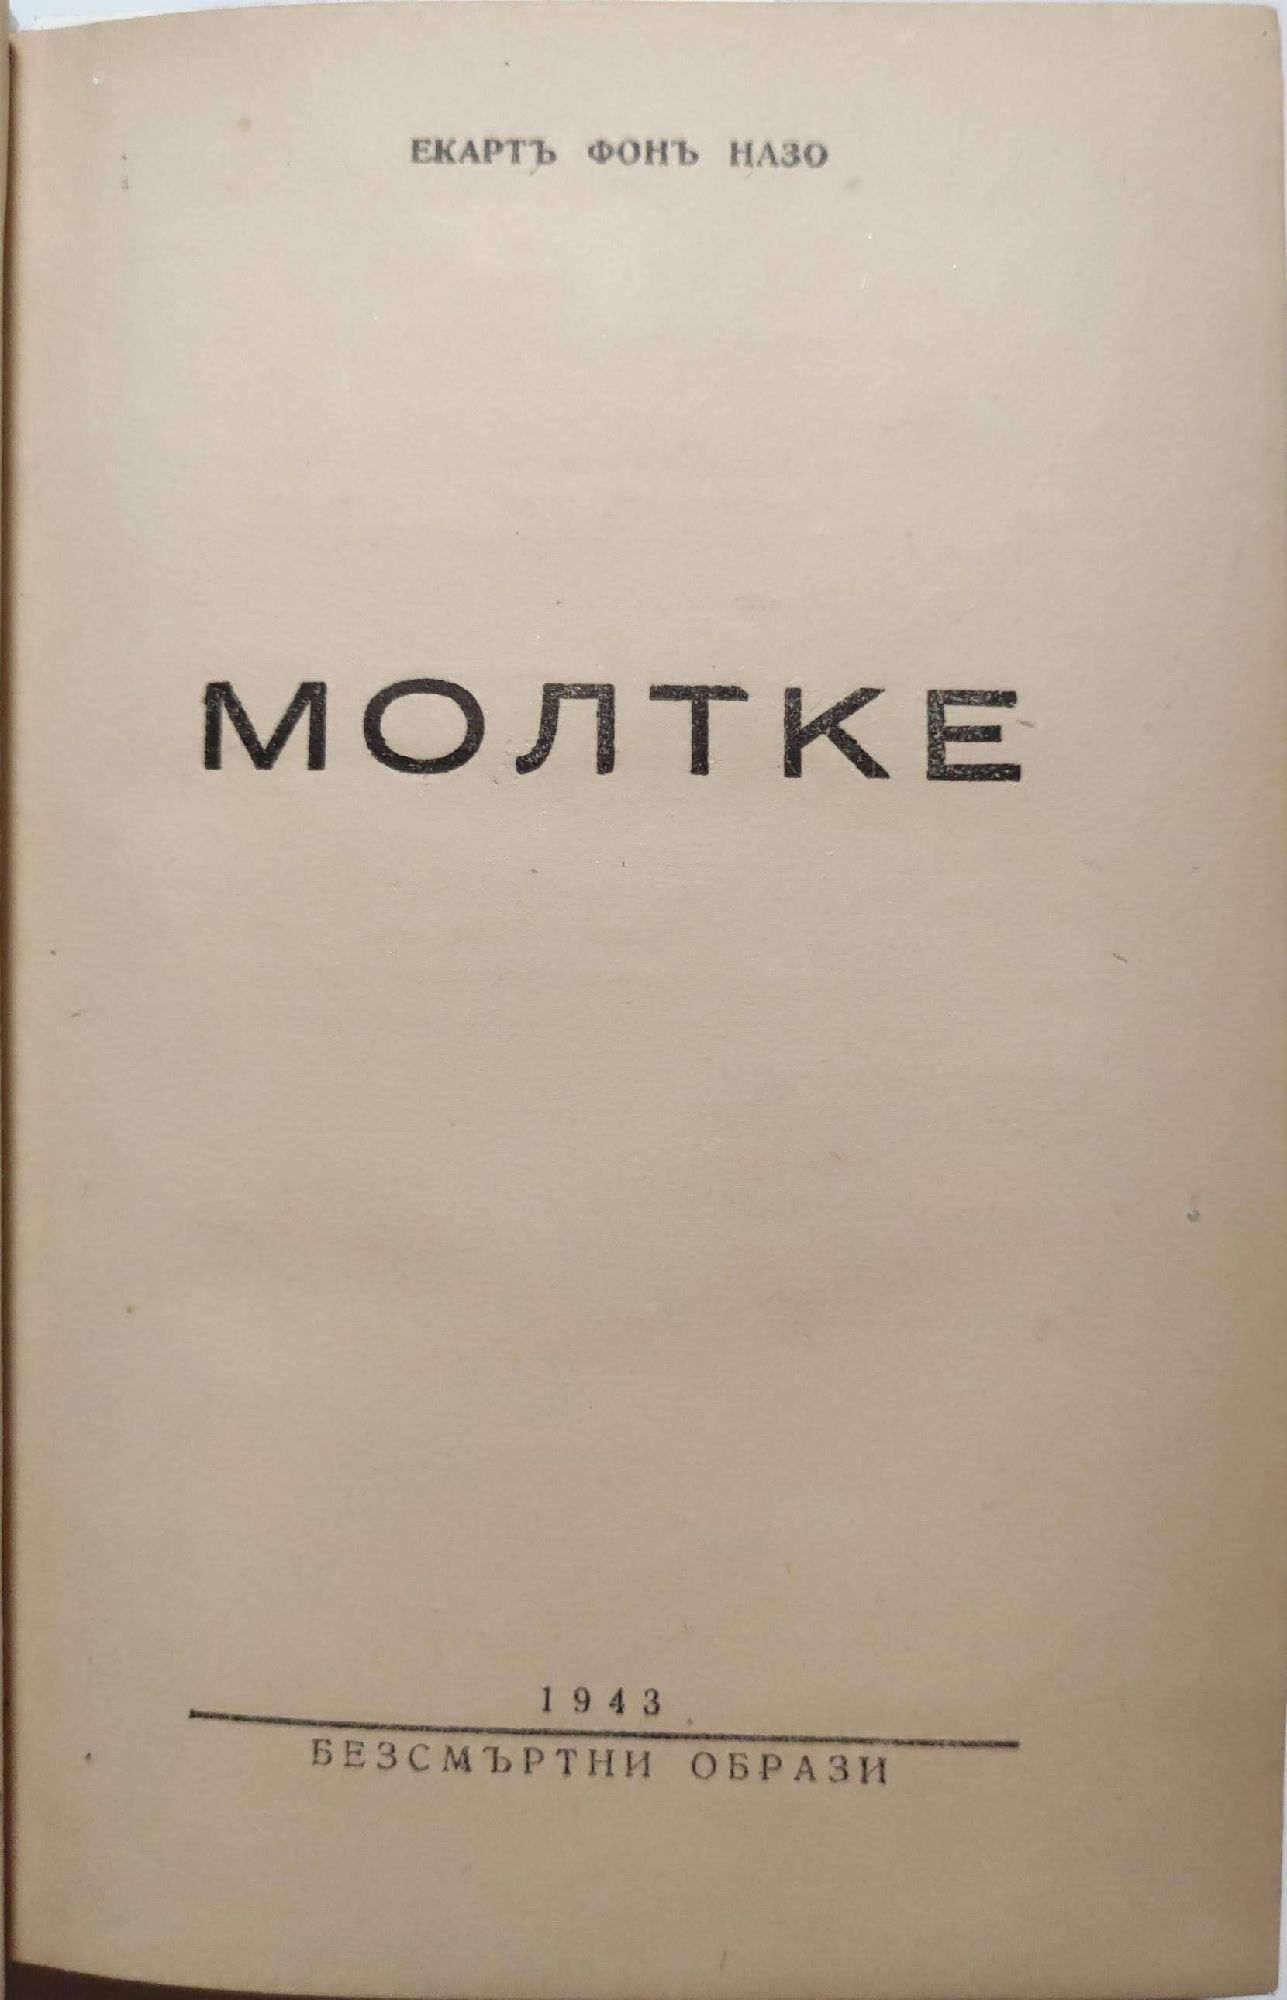 ЕКАРТЪ ФОНЪ НАЗО
МОЛТКЕ
1943
БЕЗСМЪРТНИ ОБРАЗИ